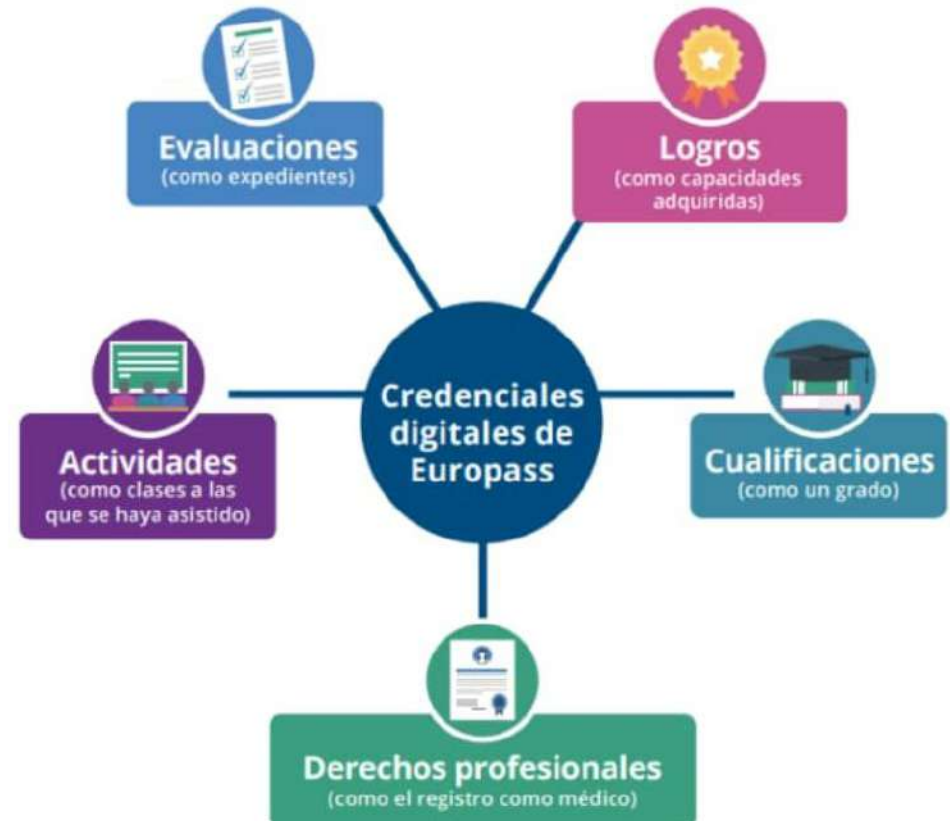 Evaluaciones
(como expedientes)
Logros
(como capacidades
adquiridas)
Credenciales
digitales de
Europass
Actividades
(como clases a las
que se haya asistido)
Cualificaciones
(como un grado)
Derechos profesionales
(como el registro como médico)